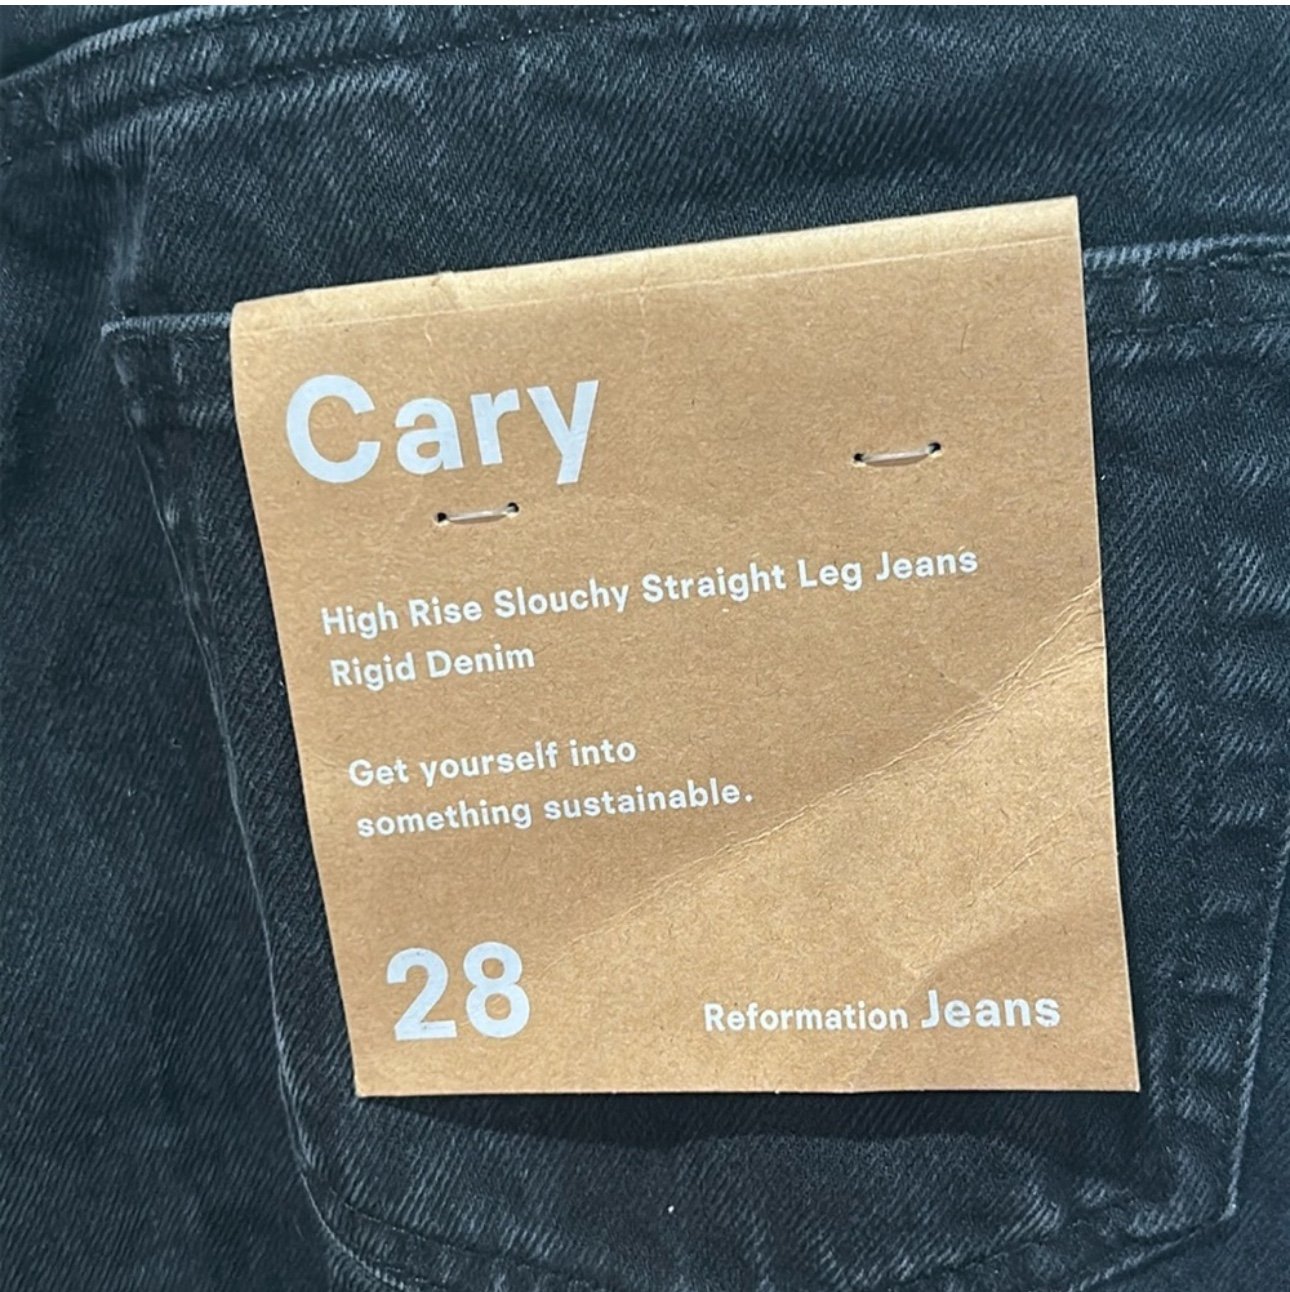 Cary
High Rise Slouchy Straight Leg Jeans
Rigid Denim
Get yourself into
something sustainable.
28
Reformation Jeans